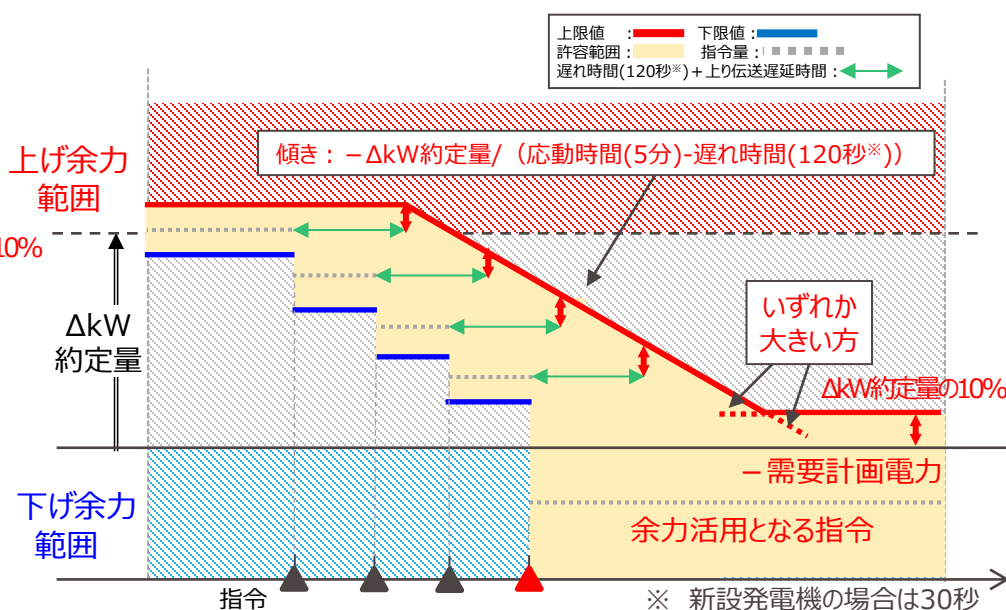 上限値 : 下限値 :
許容範囲 : 指令量 :
遅れ時間(120秒※)+上り伝送遅延時間 :
傾き：－ΔkW約定量/（応動時間(5分)-遅れ時間(120秒※)）
上げ余力
範囲
10%
ΔkW
約定量
いずれか
大きい方
ΔkW約定量の10%
－需要計画電力
下げ余力
範囲
余力活用となる指令
指令
※ 新設発電機の場合は30秒